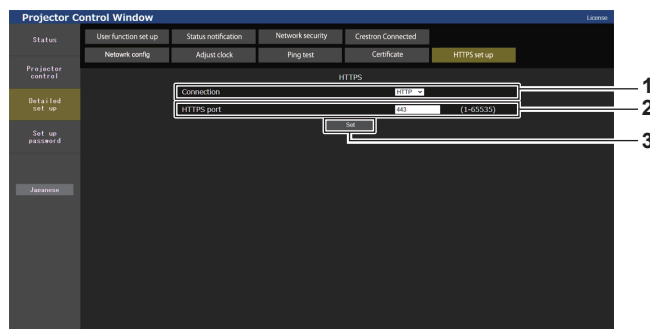 Projector Control Window
License
Status
User function set up
Status notification
Network security
Crestron Connected
Netowrk config
Adjust clock
Ping test
Certificate
HTTPS set up
Projector
control
Detailed
set up
Set up
password
Japanese
HTTPS
Connection
HTTP
1
HTTPS port
443
(1-65535)
2
Set
3